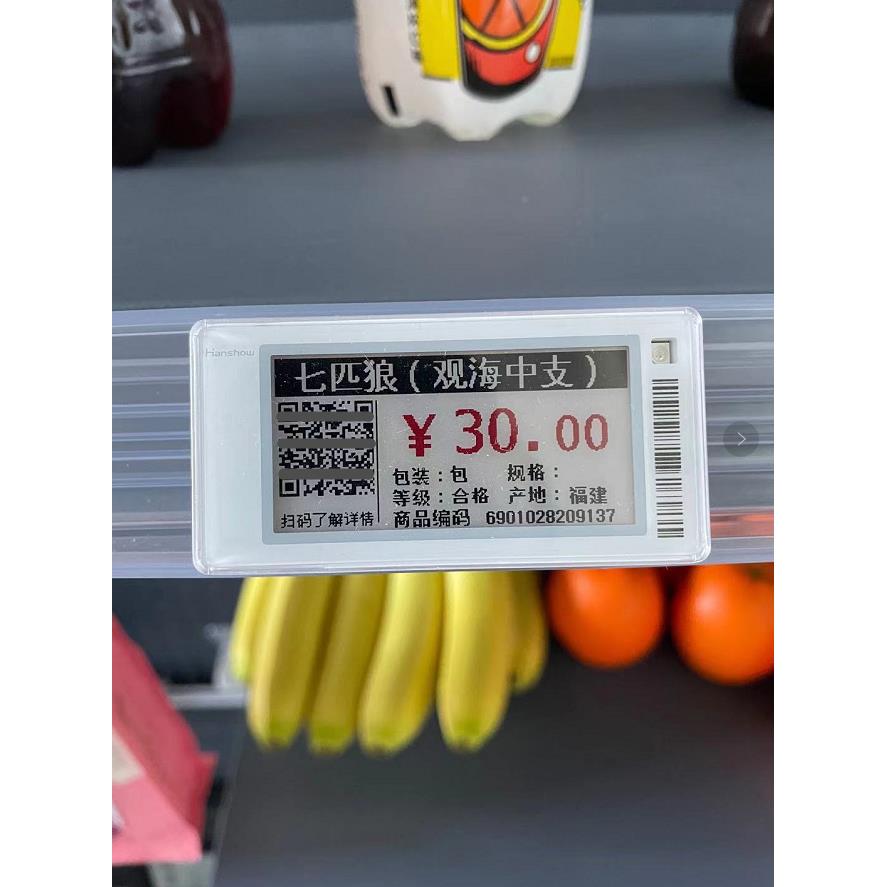 Hanshow
七匹狼(观海中支)
¥ 30.00
包装:包 规格:
等级:合格 产地:福建
扫码了解详情 商品编码 6901028209137